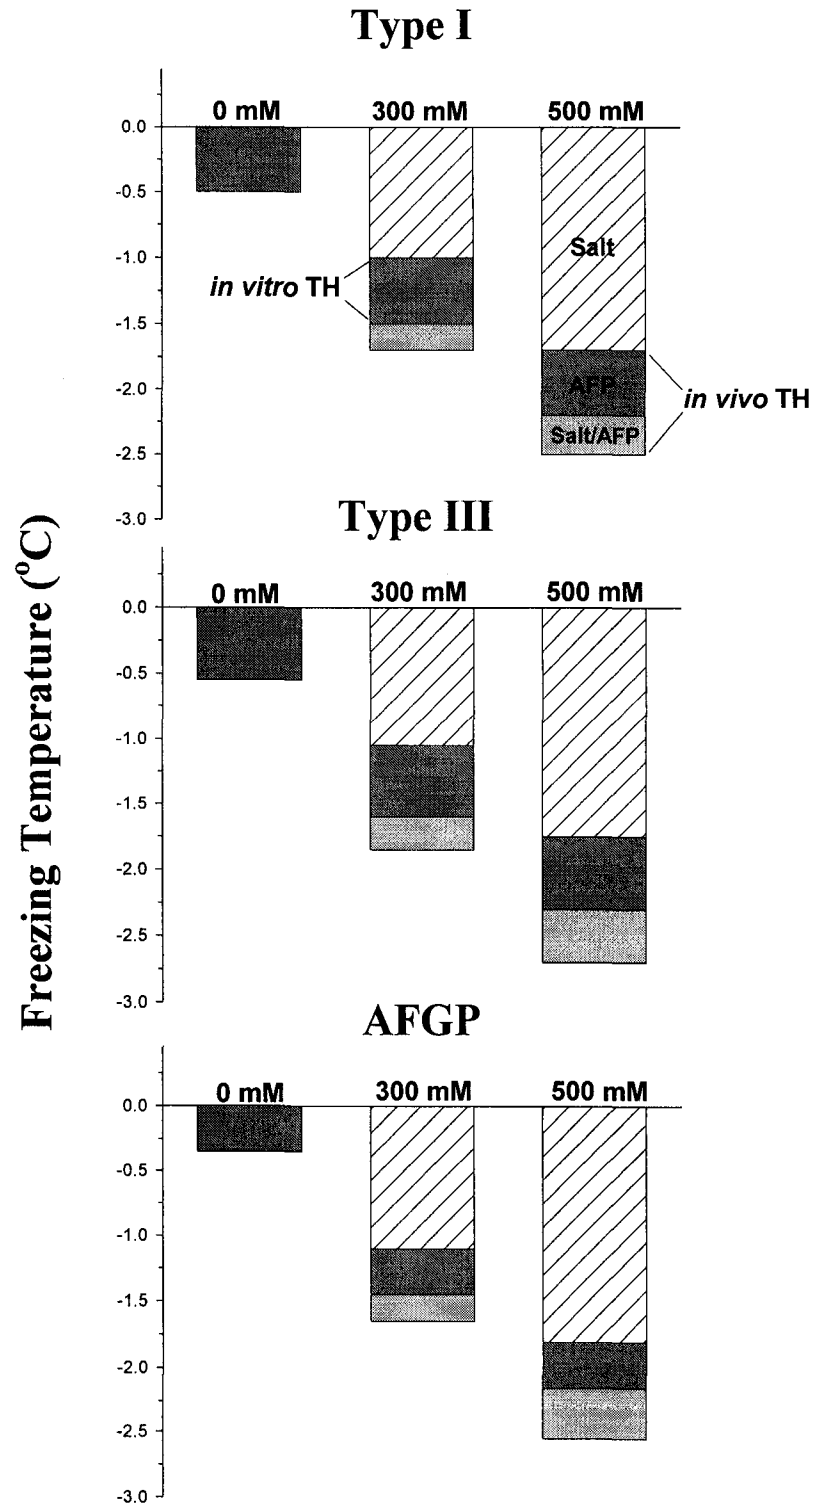 Type I
0 mM 300 mM 500 mM
0.0
-0.5
Salt
-1.0
in vitro TH
-1.5
-2.0
AFP
in vivo TH
Salt/AFP
-2.5
-3.0
Type III
0 mM 300 mM 500 mM
0.0
-0.5
-1.0
-1.5
-2.0
-2.5
-3.0
Freezing Temperature (°C)
AFGP
0 mM 300 mM 500 mM
0.0
-0.5
-1.0
-1.5
-2.0
-2.5
-3.0